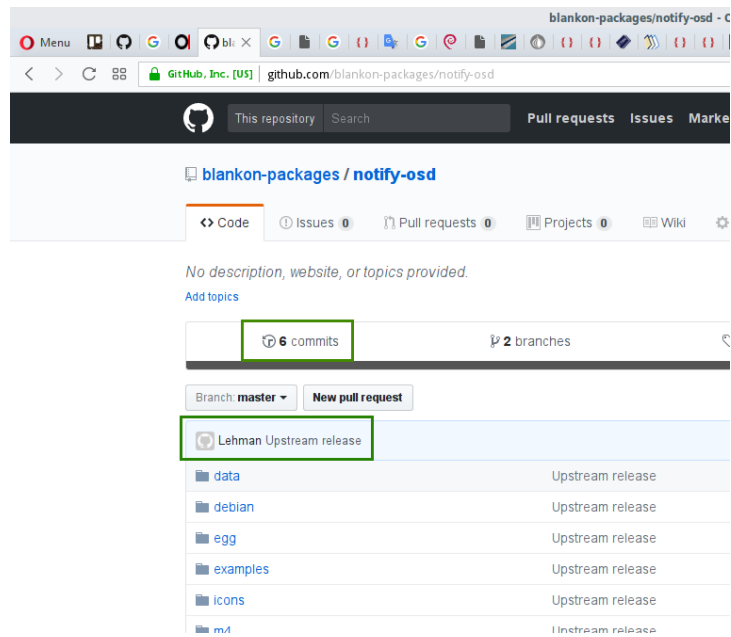 blankon-packages/notify-osd - 
Menu
bla
GitHub, Inc. [US] github.com/blankon-packages/notify-osd
This repository Search Pull requests Issues Marke
blankon-packages / notify-osd
Code Issues 0 Pull requests 0 Projects 0 Wiki
No description, website, or topics provided.
Add topics
6 commits 2 branches
Branch: master New pull request
Lehman Upstream release
data Upstream release
debian Upstream release
egg Upstream release
examples Upstream release
icons Upstream release
m4 Upstream release